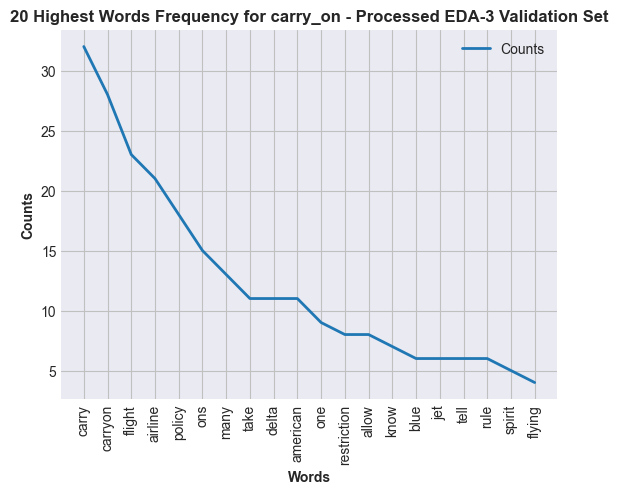 20 Highest Words Frequency for carry_on - Processed EDA-3 Validation Set
Counts
30
25
20
15
10
5
Counts
carry
carryon
flight
airline
policy
ons
many
take
delta
american
one
restriction
allow
know
blue
jet
tell
rule
spirit
flying
Words